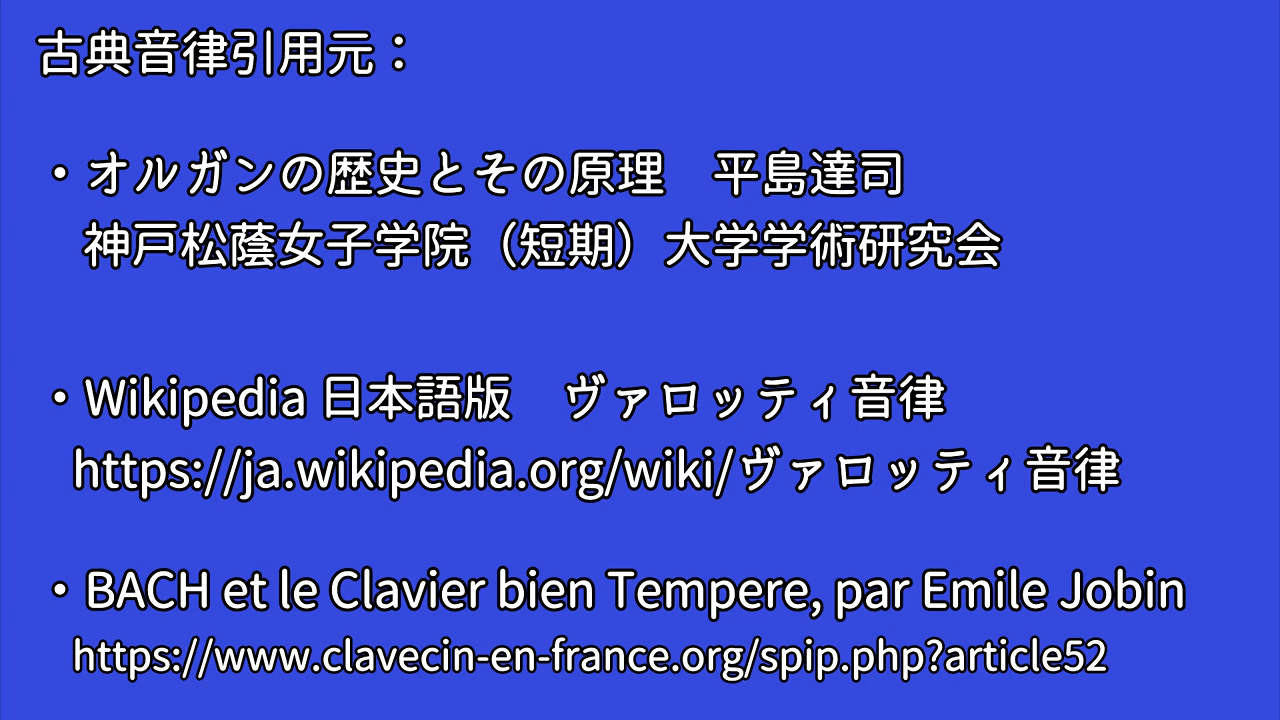 古典音律引用元：
・オルガンの歴史とその原理　平島達司
神戸松蔭女子学院（短期）大学学術研究会
・Wikipedia 日本語版　ヴァロッティ音律
https://ja.wikipedia.org/wiki/ヴァロッティ音律
・BACH et le Clavier bien Tempere, par Emile Jobin
https://www.clavecin-en-france.org/spip.php?article52